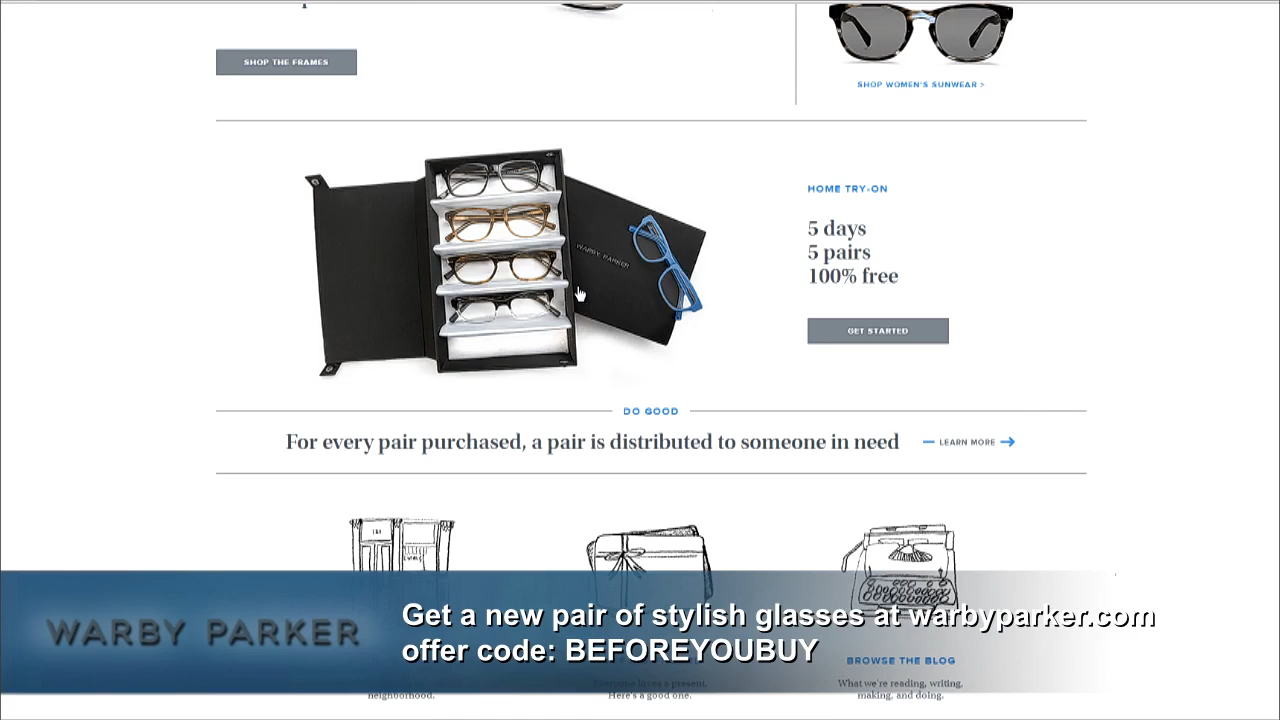 SHOP THE FRAMES
SHOP WOMEN'S SUNWEAR >
WARBY PARKER
HOME TRY-ON
5 days
5 pairs
100% free
GET STARTED
DO GOOD
For every pair purchased, a pair is distributed to someone in need
LEARN MORE
WARBY PARKER
Get a new pair of stylish glasses at warbyparker.com
offer code: BEFOREYOUBUY
BROWSE THE BLOG
neighborhood.
Everyone loves a present.
Here's a good one.
What we're reading, writing,
making, and doing.